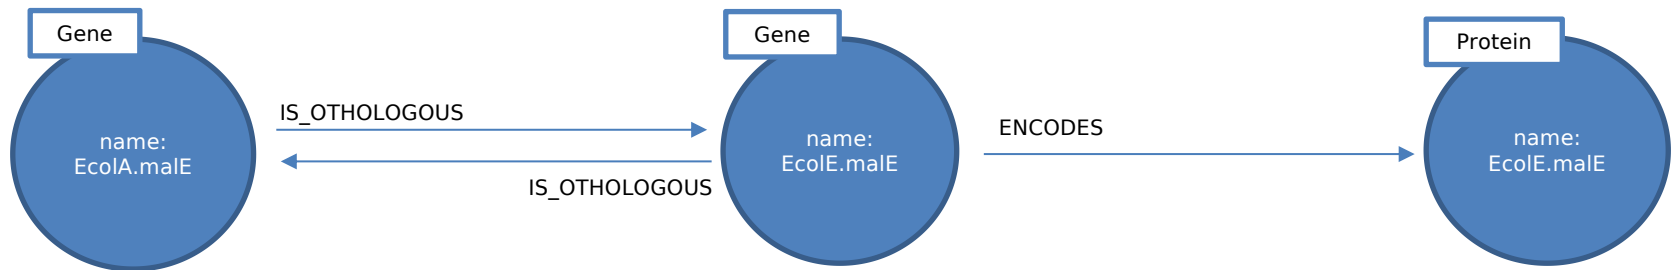 Gene
name:
EcolA.malE
IS_OTHOLOGOUS
IS_OTHOLOGOUS
Gene
name:
EcolE.malE
ENCODES
Protein
name:
EcolE.malE